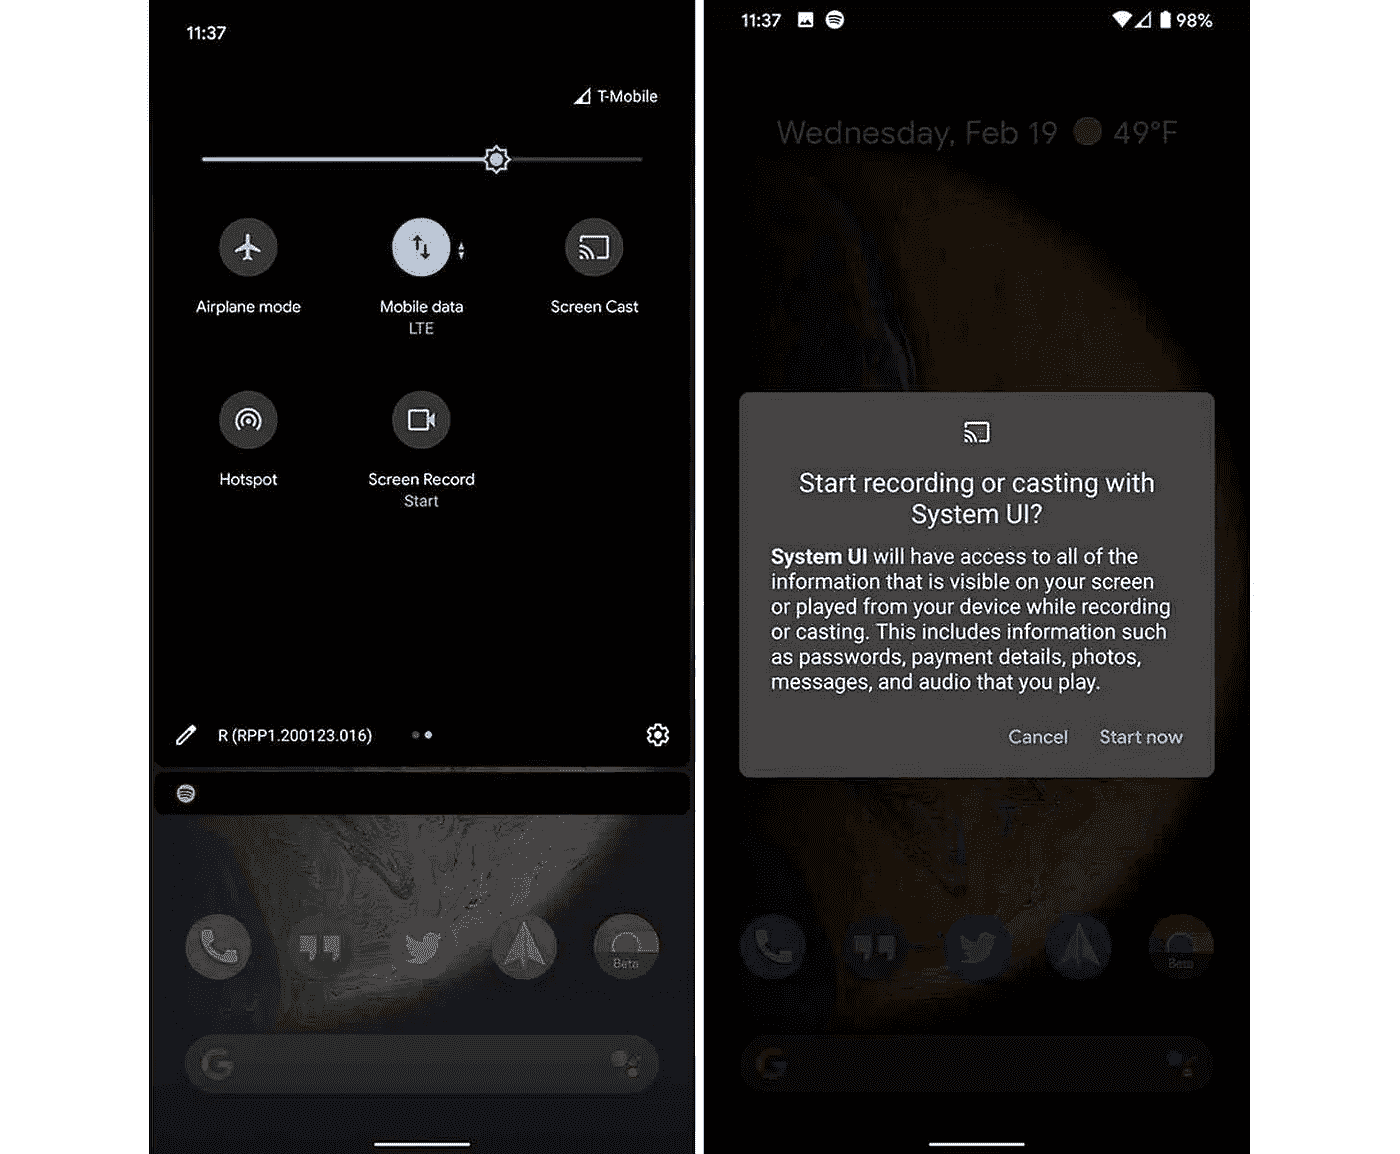 11:37
T-Mobile
Airplane mode
Mobile data
LTE
Screen Cast
Hotspot
Screen Record
Start
R (RPP1.200123.016)
Beta
G
11:37
98%
Wednesday, Feb 19
49°F
Start recording or casting with
System UI?
System UI will have access to all of the
information that is visible on your screen
or played from your device while recording
or casting. This includes information such
as passwords, payment details, photos,
messages, and audio that you play.
Cancel
Start now
Beta
G